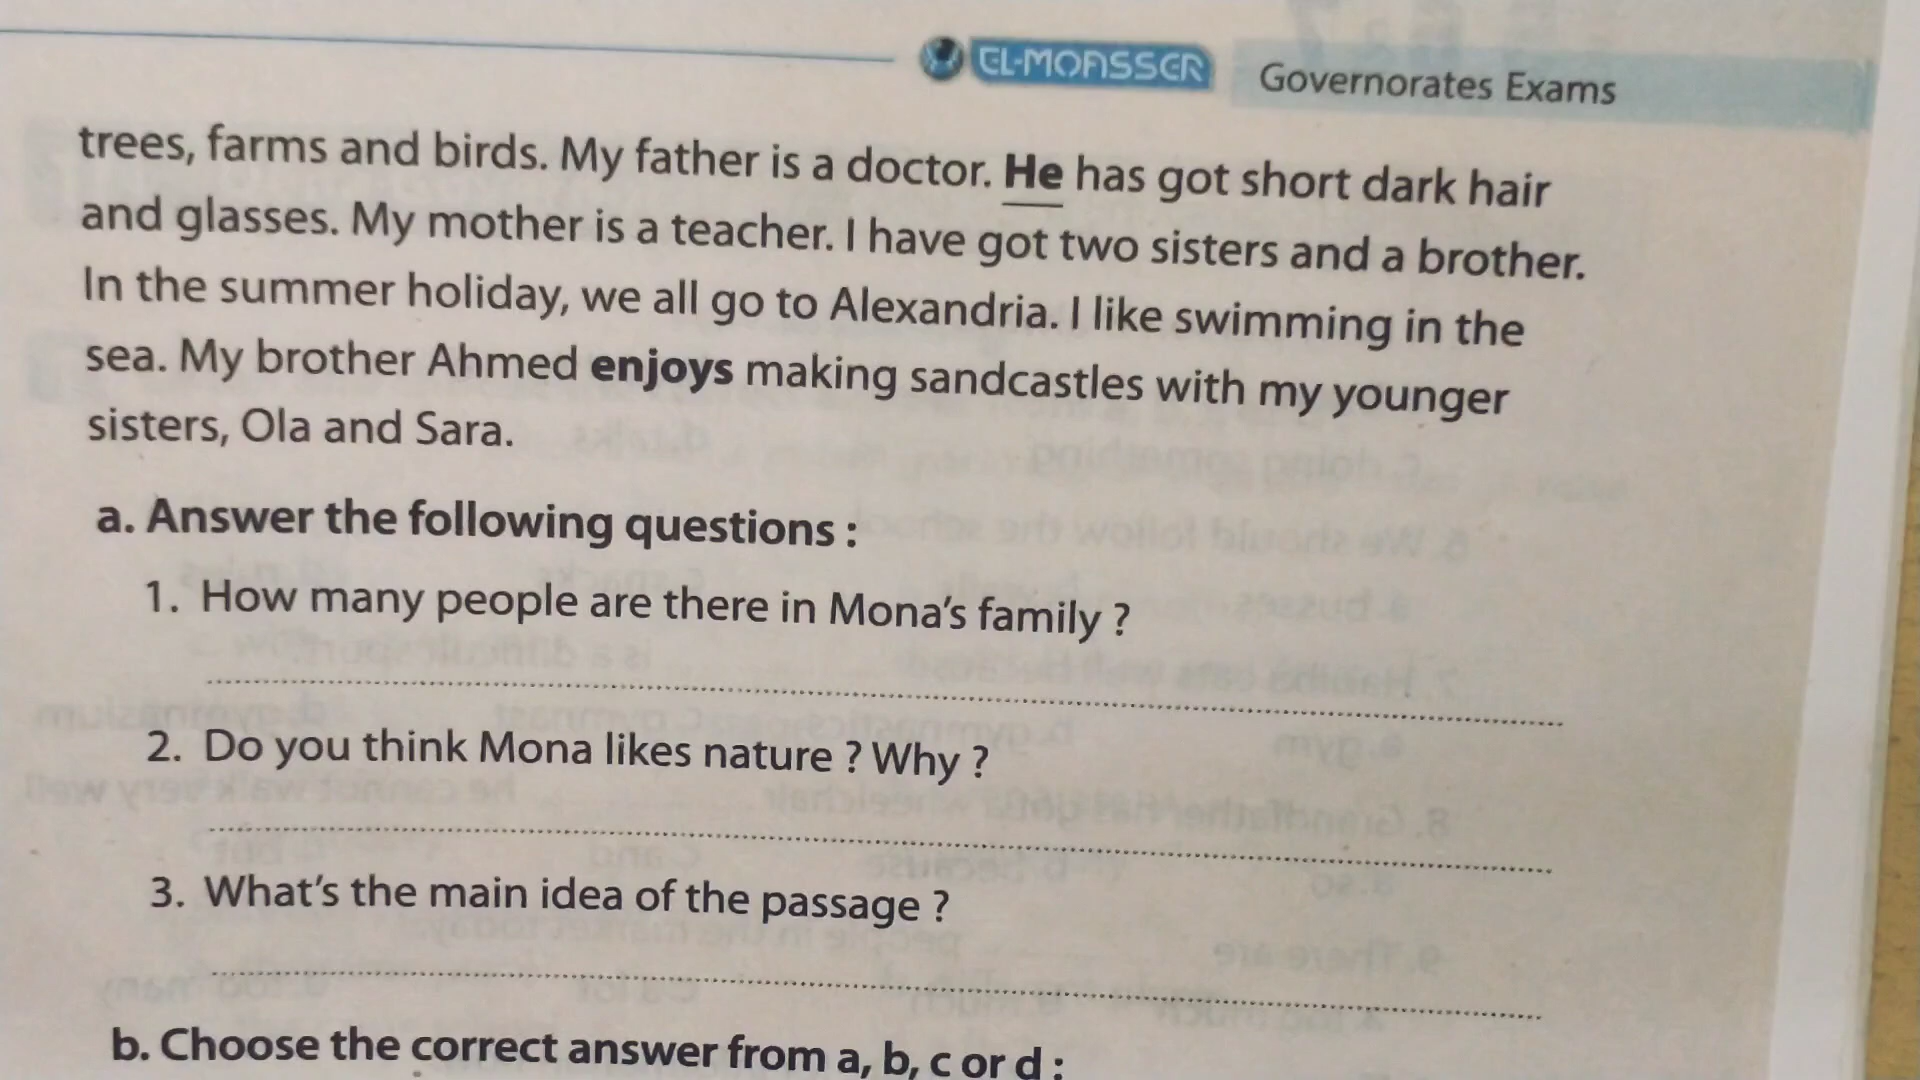 EL-MOASSER Governorates Exams
trees, farms and birds. My father is a doctor. He has got short dark hair
and glasses. My mother is a teacher. I have got two sisters and a brother.
In the summer holiday, we all go to Alexandria. I like swimming in the
sea. My brother Ahmed enjoys making sandcastles with my younger
sisters, Ola and Sara.
a. Answer the following questions :
1. How many people are there in Mona's family ?
2. Do you think Mona likes nature ? Why ?
3. What's the main idea of the passage ?
b. Choose the correct answer from a, b, c or d :